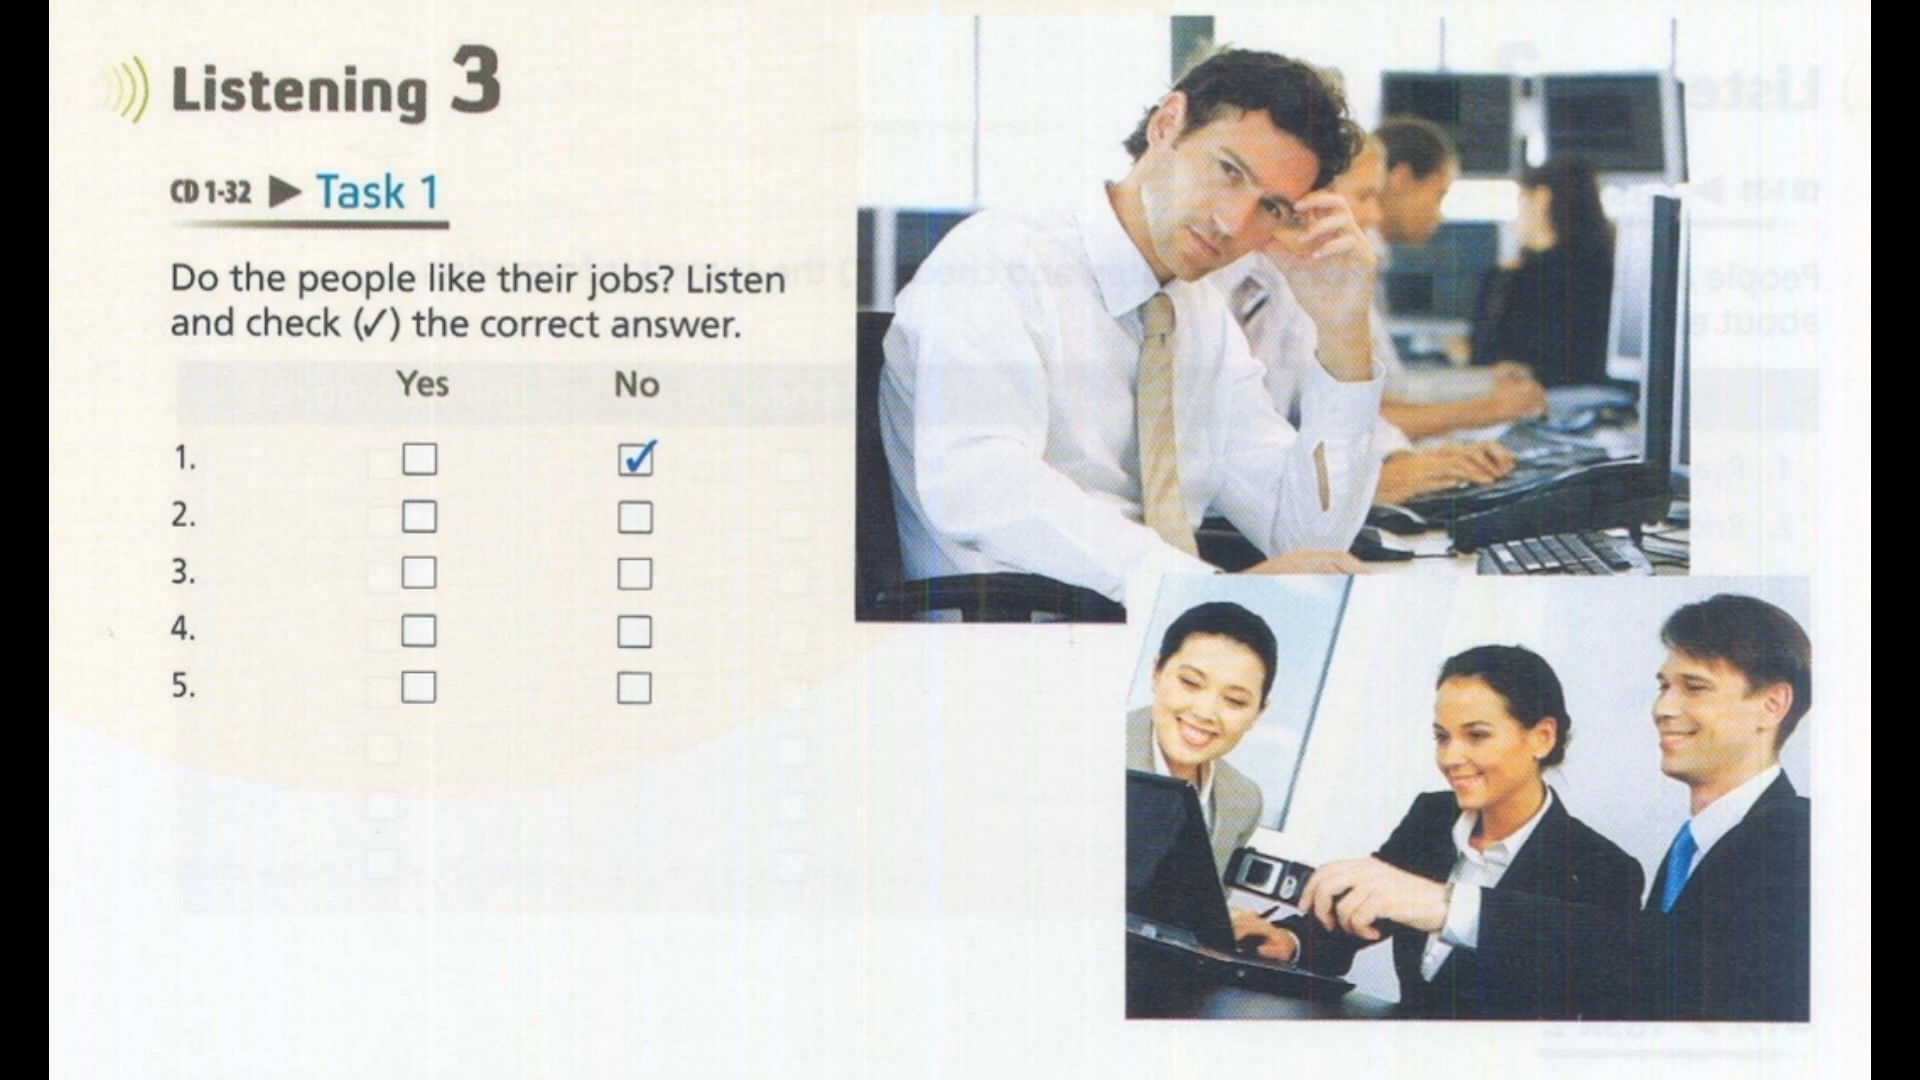 Listening 3
CD 1-32 ▶ Task 1
Do the people like their jobs? Listen
and check (✓) the correct answer.
Yes No
1.
2.
3.
4.
5.